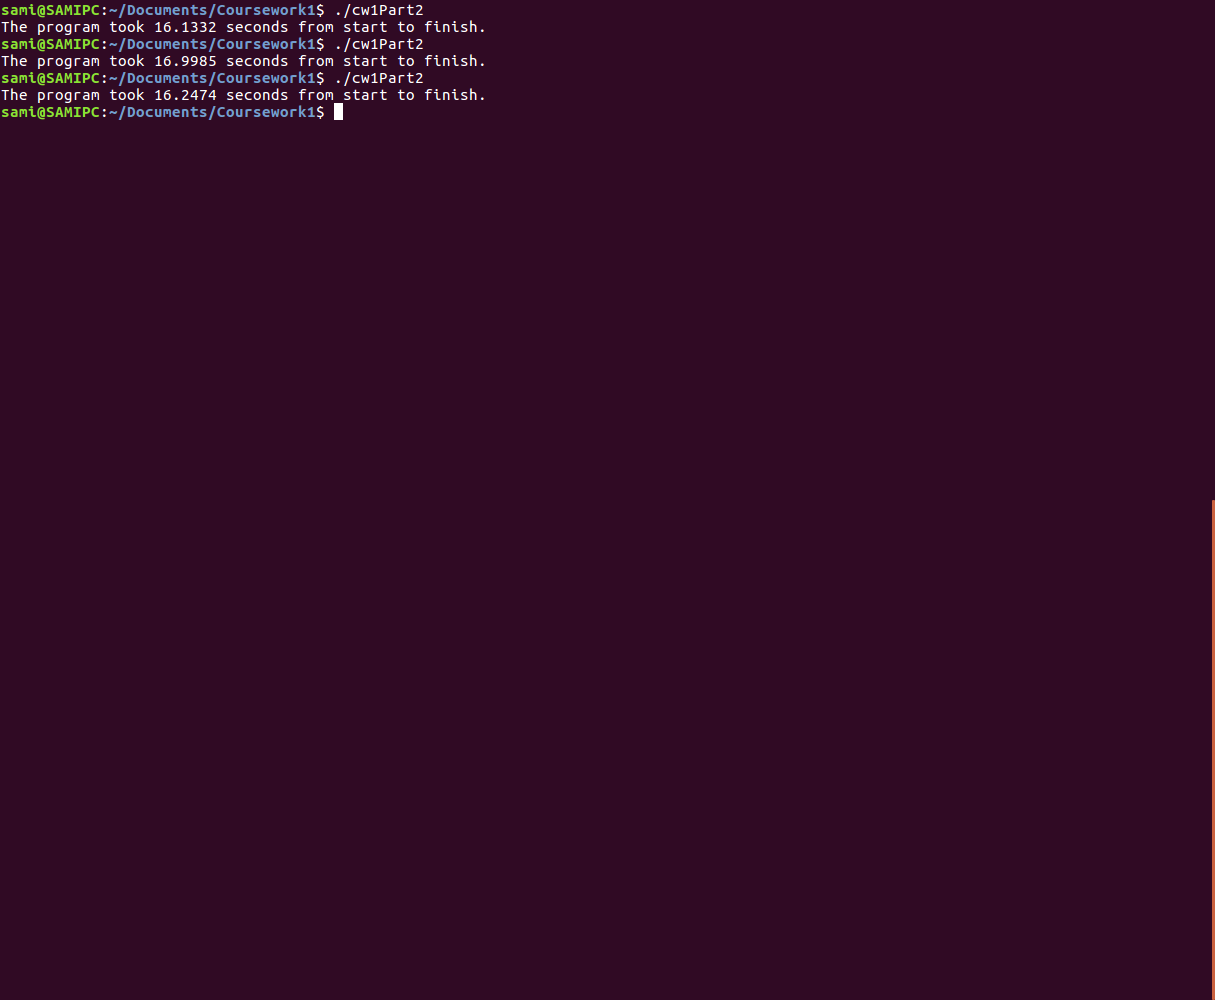 sami@SAMIPC:~/Documents/Coursework1$ ./cw1Part2
The program took 16.1332 seconds from start to finish.
sami@SAMIPC:~/Documents/Coursework1$ ./cw1Part2
The program took 16.9985 seconds from start to finish.
sami@SAMIPC:~/Documents/Coursework1$ ./cw1Part2
The program took 16.2474 seconds from start to finish.
sami@SAMIPC:~/Documents/Coursework1$